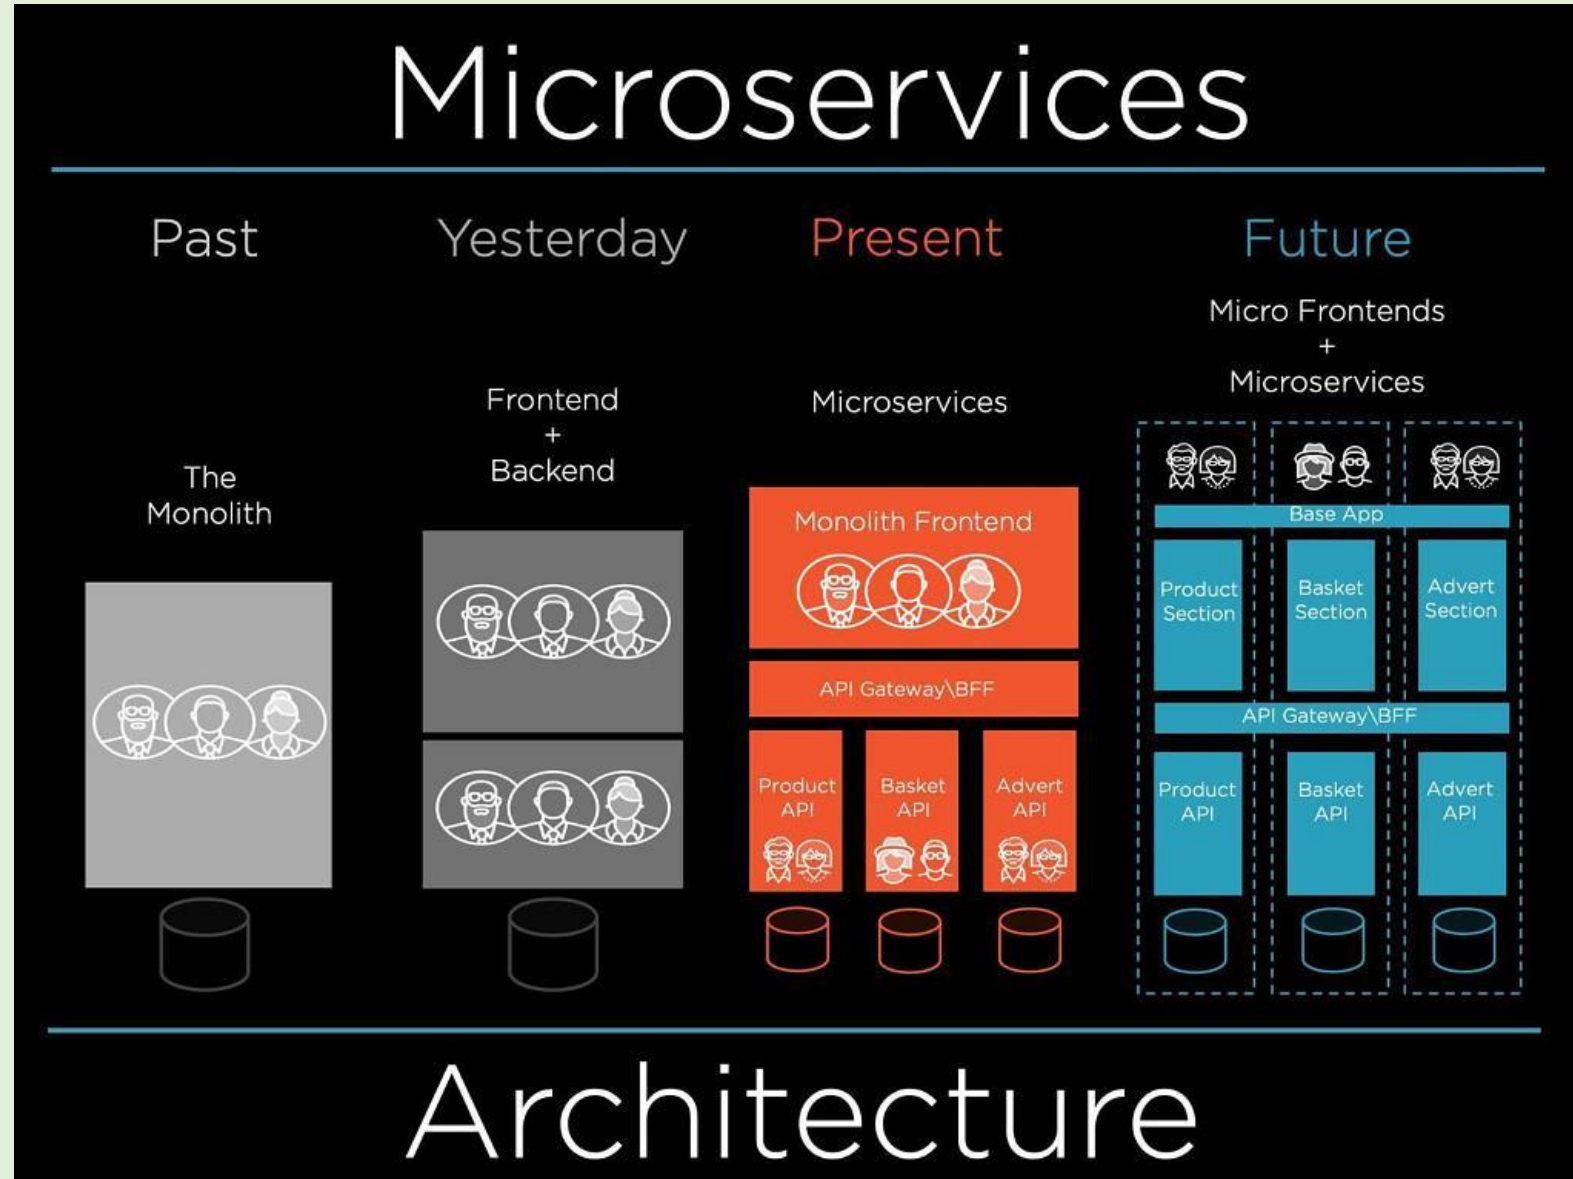 Microservices
Past
Yesterday
Present
Future
The
Monolith
Frontend
+
Backend
Microservices
Monolith Frontend
API Gateway\BFF
Product
API
Basket
API
Advert
API
Micro Frontends
+
Microservices
Base App
Product
Section
Basket
Section
Advert
Section
API Gateway\BFF
Product
API
Basket
API
Advert
API
Architecture